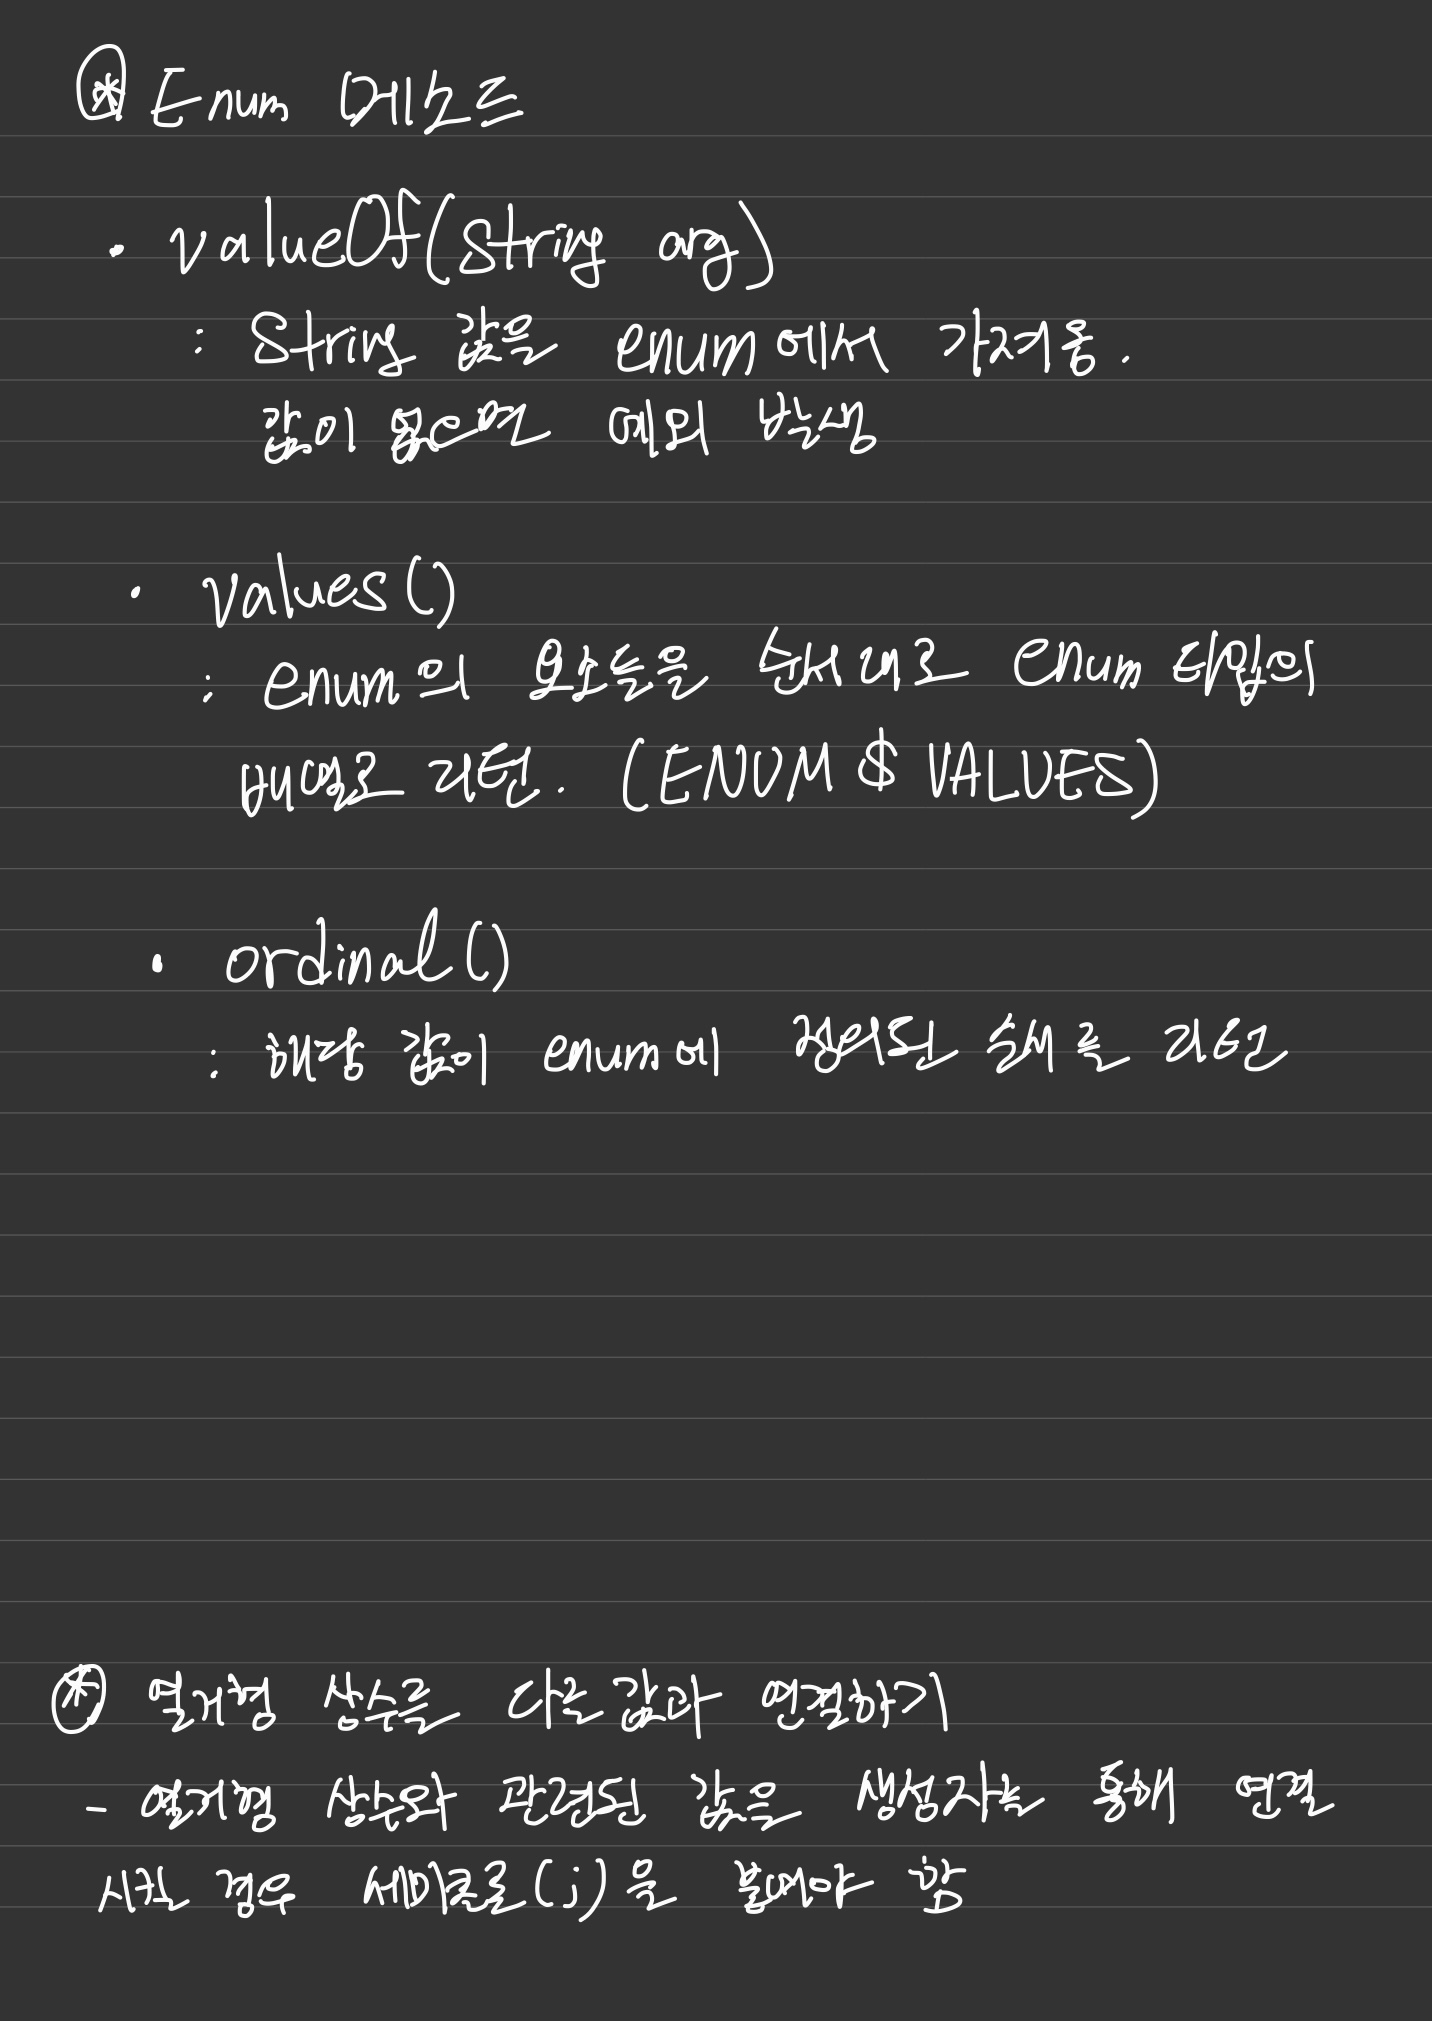 * Enum 메소드
· valueOf(String arg)
: String 값을 enum에서 가져옴.
값이 없으면 예외 발생
· values()
: enum의 요소들을 순서대로 enum 타입의
배열로 리턴. (ENUM $ VALUES)
· ordinal()
: 해당 값이 enum에 정의된 순서를 리턴
* 열거형 상수를 다른 값과 연결하기
- 열거형 상수와 관련된 값을 생성자를 통해 연결
시킬 경우 세미콜론(;)을 붙여야 함